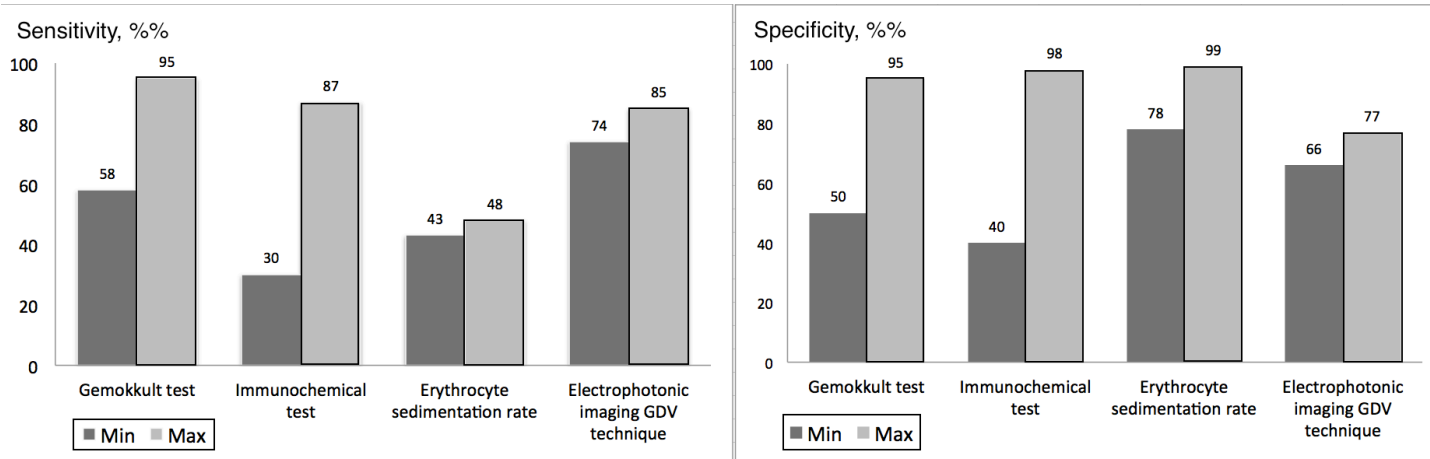 Sensitivity, %%
100
80
60
40
20
0
58
95
30
87
43
48
74
85
Gemokkult test
Immunochemical
test
Erythrocyte
sedimentation rate
Electrophotonic
imaging GDV
technique
Min Max
Specificity, %%
100
80
60
40
20
0
50
95
40
98
78
99
66
77
Gemokkult test
Immunochemical
test
Erythrocyte
sedimentation rate
Electrophotonic
imaging GDV
technique
Min Max